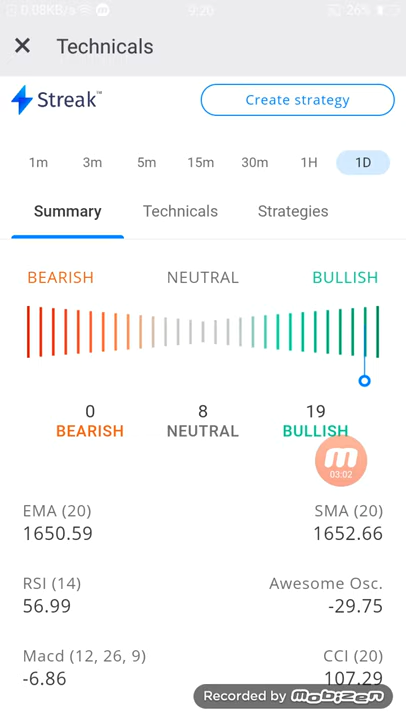 0.08KB/s 9:20 26%
Technicals
Streak™ Create strategy
1m 3m 5m 15m 30m 1H 1D
Summary Technicals Strategies
BEARISH NEUTRAL BULLISH
0 8 19
BEARISH NEUTRAL BULLISH
03:02
EMA (20) SMA (20)
1650.59 1652.66
RSI (14) Awesome Osc.
56.99 -29.75
Macd (12, 26, 9) CCI (20)
-6.86 107.29
Recorded by mobizen